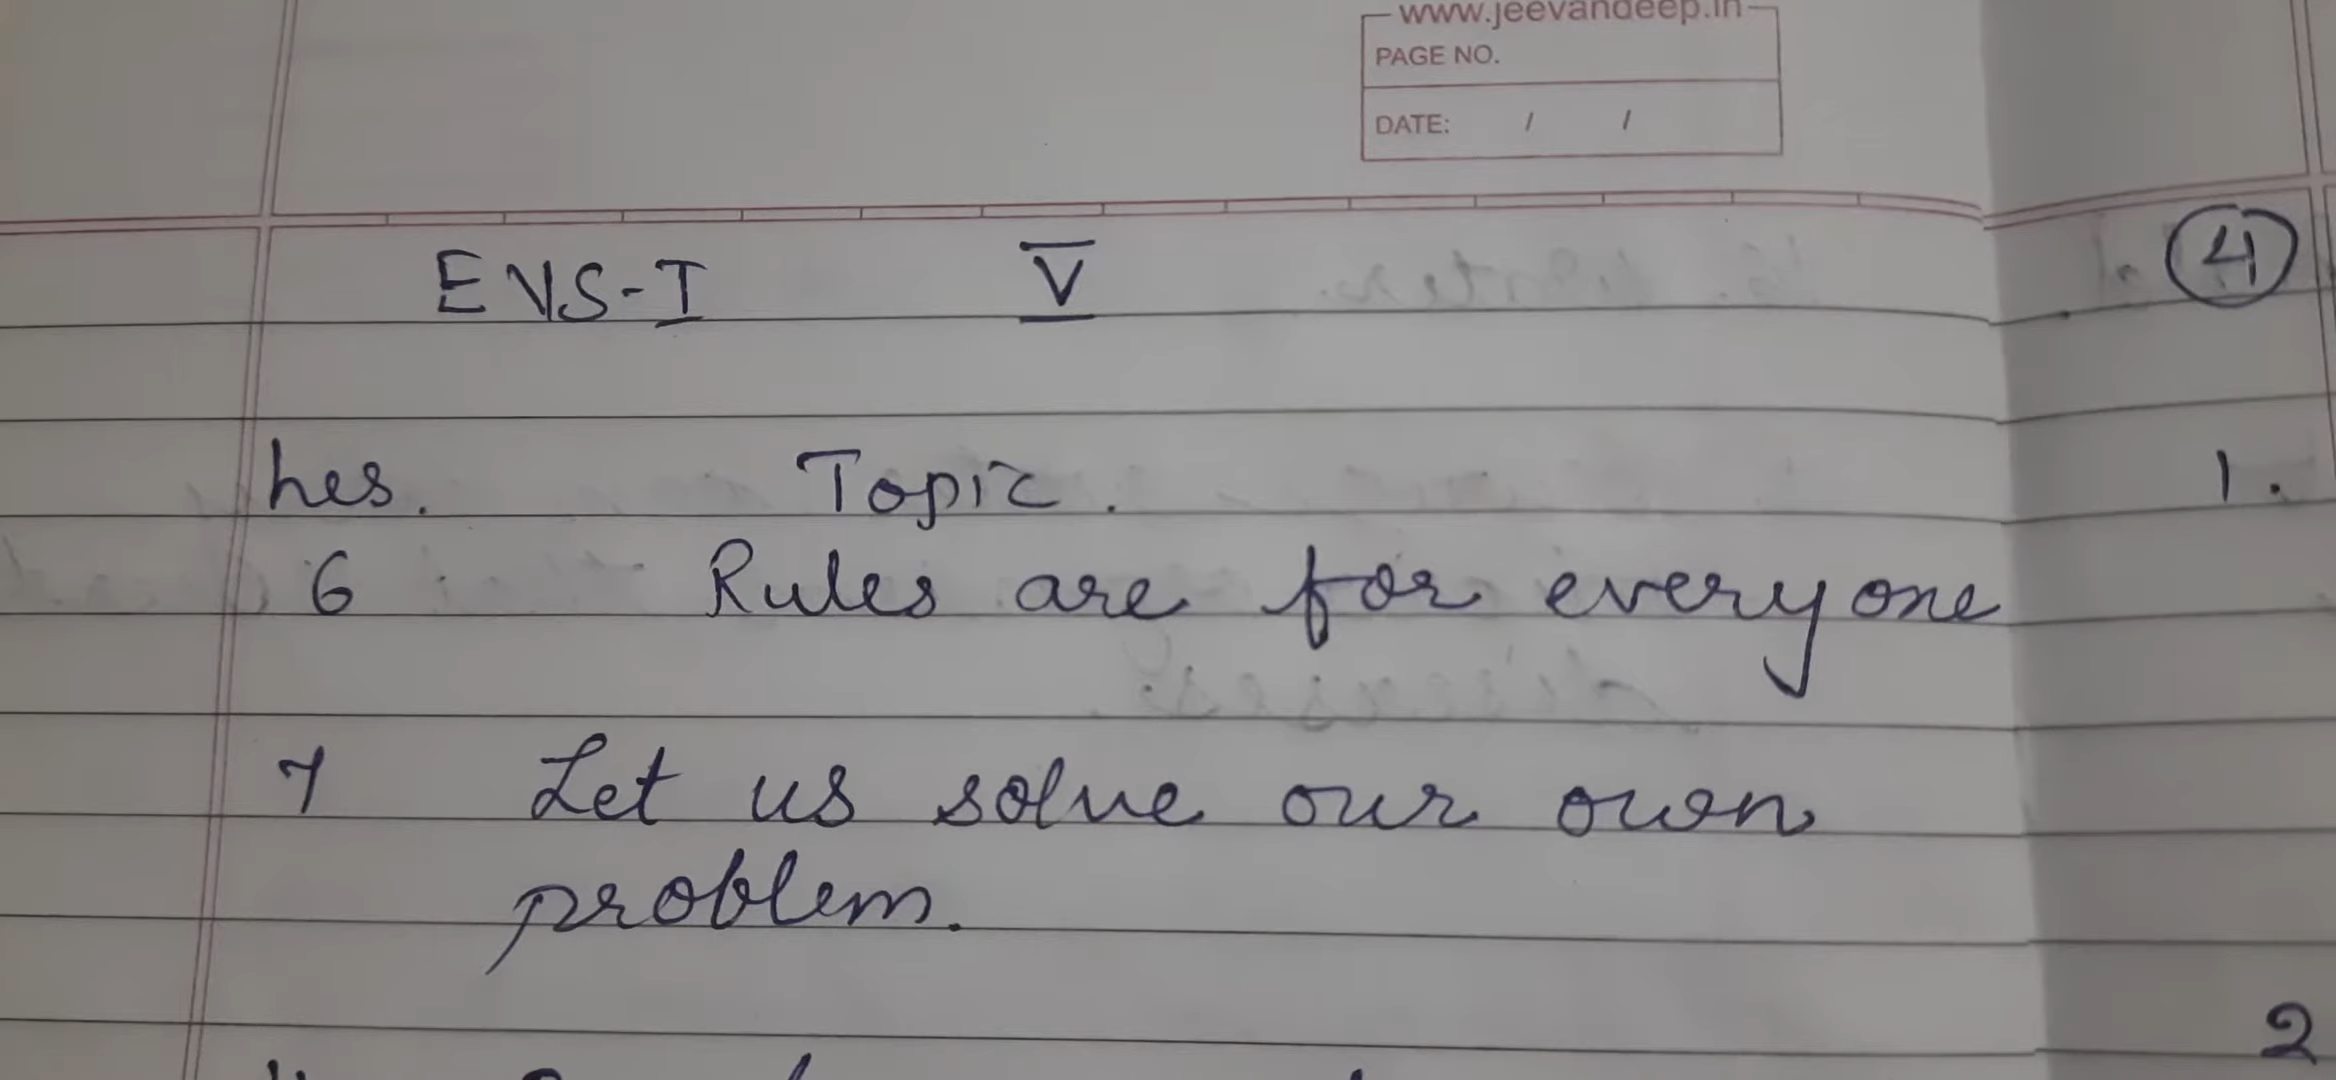 www.jeevandeep.in
PAGE NO.
DATE: / /
EVS-I V
4
hes. Topic.
1.
6 Rules are for everyone
7 Let us solve our own
problem.
2